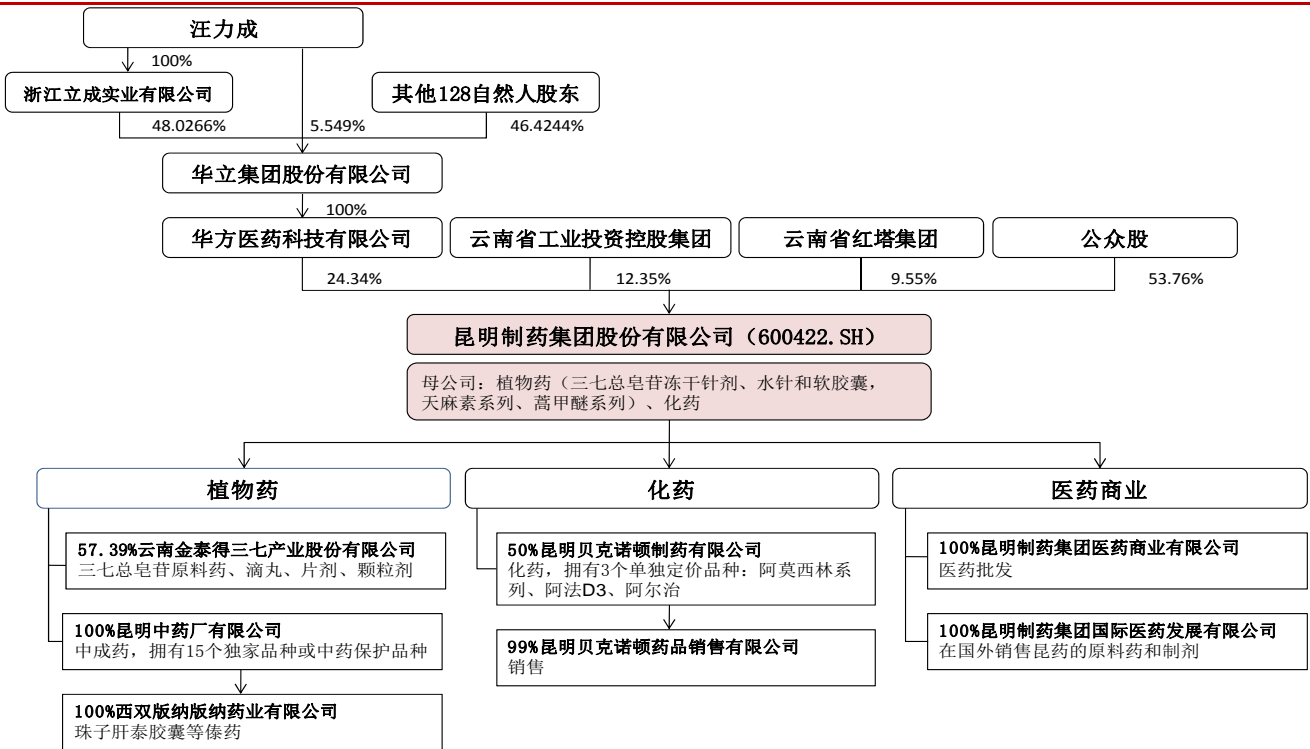 汪力成
100%
浙江立成实业有限公司
其他128自然人股东
48.0266%
5.549%
46.4244%
华立集团股份有限公司
100%
华方医药科技有限公司
云南省工业投资控股集团
云南省红塔集团
公众股
24.34%
12.35%
9.55%
53.76%
昆明制药集团股份有限公司（600422.SH）
母公司：植物药（三七总皂苷冻干针剂、水针和软胶囊，
天麻素系列、蒿甲醚系列）、化药
植物药
化药
医药商业
57.39%云南金泰得三七产业股份有限公司
三七总皂苷原料药、滴丸、片剂、颗粒剂
100%昆明中药厂有限公司
中成药，拥有15个独家品种或中药保护品种
100%西双版纳版纳药业有限公司
珠子肝泰胶囊等傣药
50%昆明贝克诺顿制药有限公司
化药，拥有3个单独定价品种：阿莫西林系
列、阿法D3、阿尔治
99%昆明贝克诺顿药品销售有限公司
销售
100%昆明制药集团医药商业有限公司
医药批发
100%昆明制药集团国际医药发展有限公司
在国外销售昆药的原料药和制剂